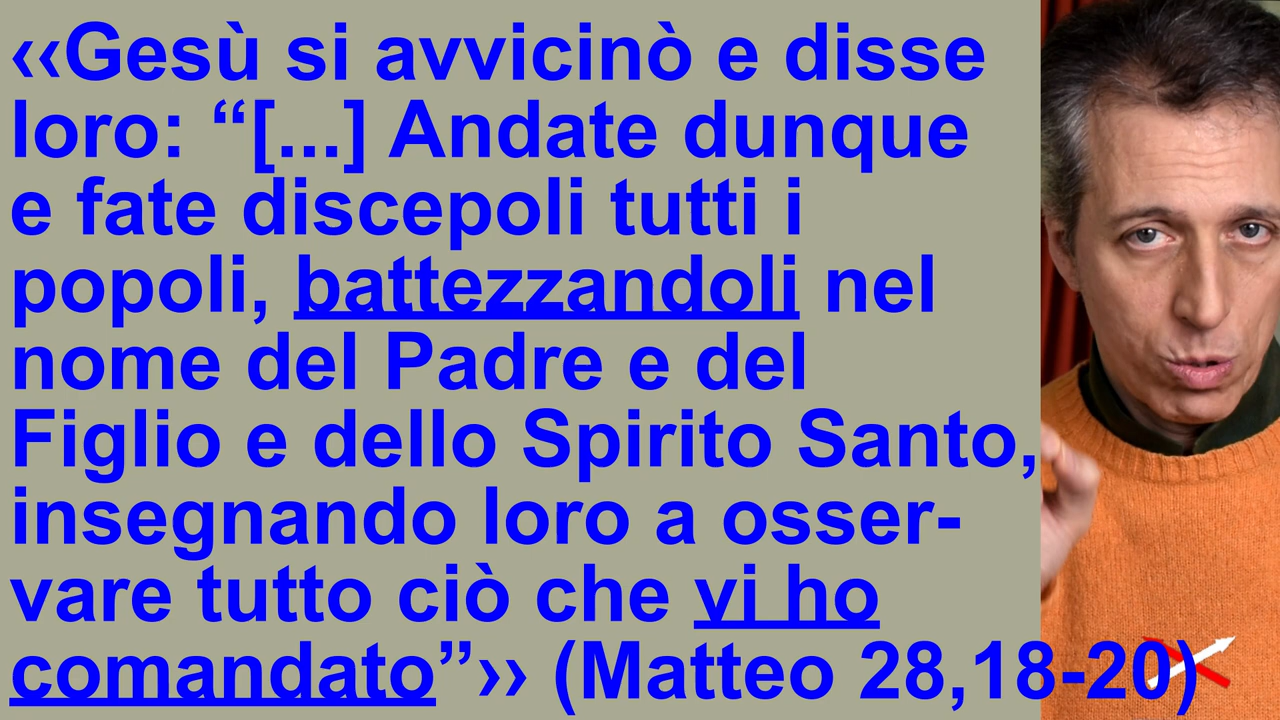 ‹‹Gesù si avvicinò e disse
loro: “[...] Andate dunque
e fate discepoli tutti i
popoli, battezzandoli nel
nome del Padre e del
Figlio e dello Spirito Santo,
insegnando loro a osser-
vare tutto ciò che vi ho
comandato”›› (Matteo 28,18-20)